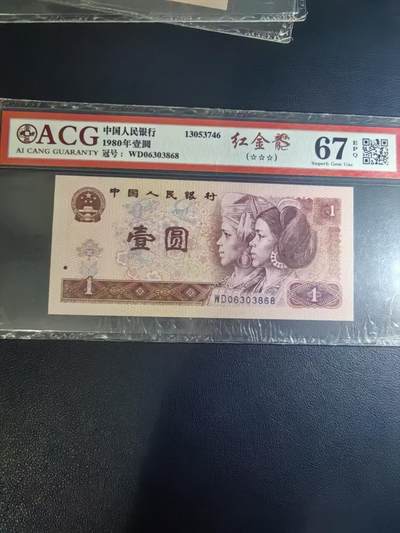 ACG
AI CANG GUARANTY
中国人民银行
1980年壹圆
冠号: WD06303868
13053746
红金龙
(☆☆☆)
67
EPQ
Superb Gem Unc
中国人民银行
壹圆
1
WD06303868
1
1